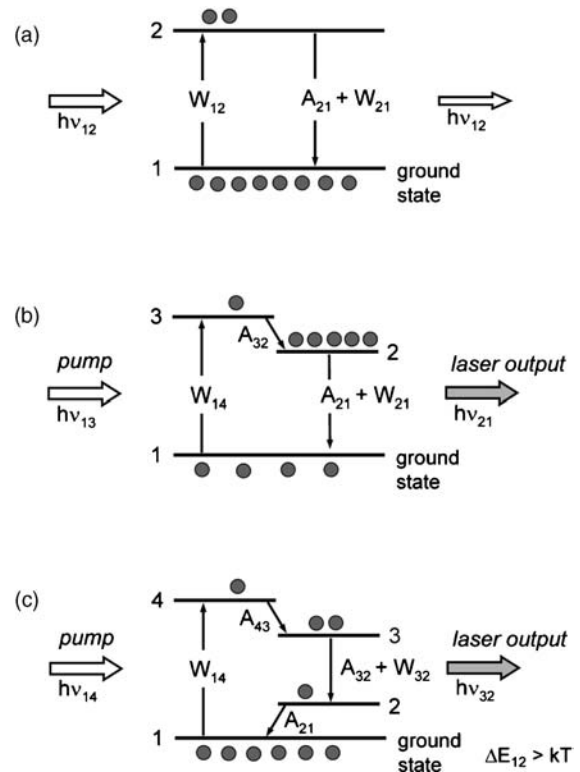 (a)
2
hν₁₂
W₁₂
A₂₁ + W₂₁
hν₁₂
1
ground
state
(b)
3
A₃₂
2
pump
laser output
hν₁₃
W₁₄
A₂₁ + W₂₁
hν₂₁
1
ground
state
(c)
4
A₄₃
3
pump
laser output
hν₁₄
W₁₄
A₃₂ + W₃₂
hν₃₂
2
A₂₁
1
ground
state
ΔE₁₂ > kT